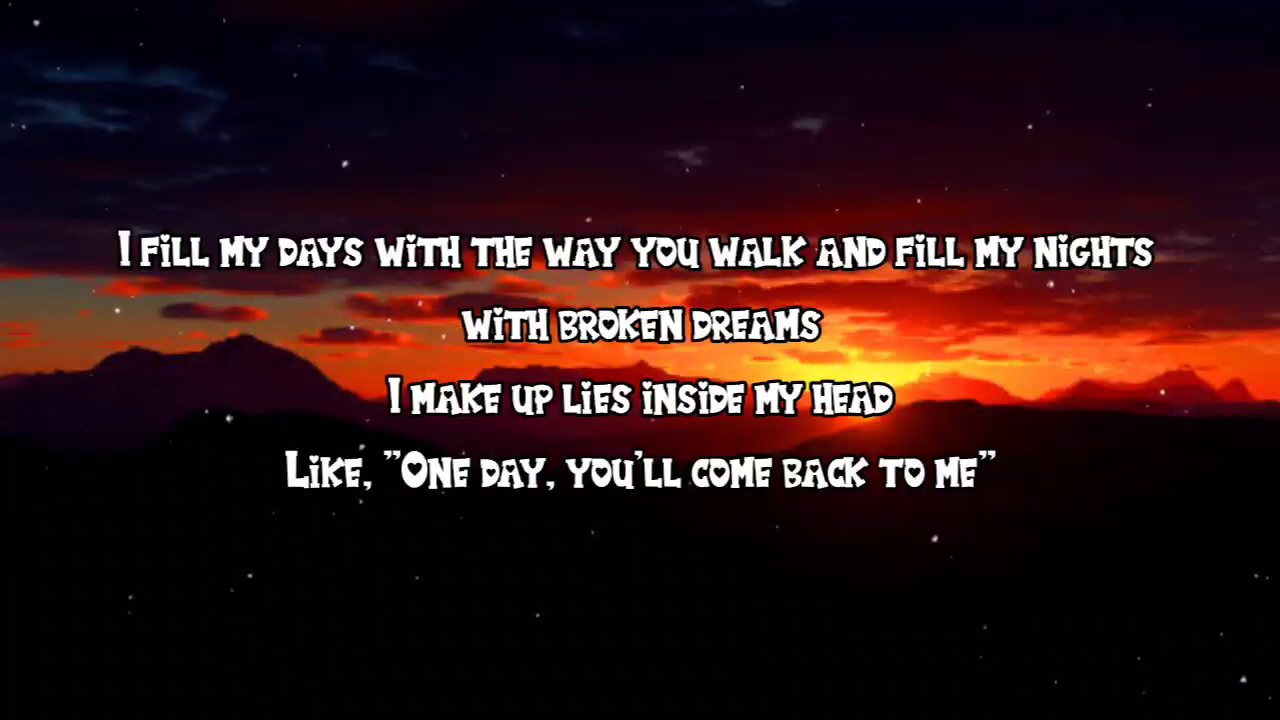 I fill my days with the way you walk and fill my nights
with broken dreams
I make up lies inside my head
Like, "One day, you'll come back to me"